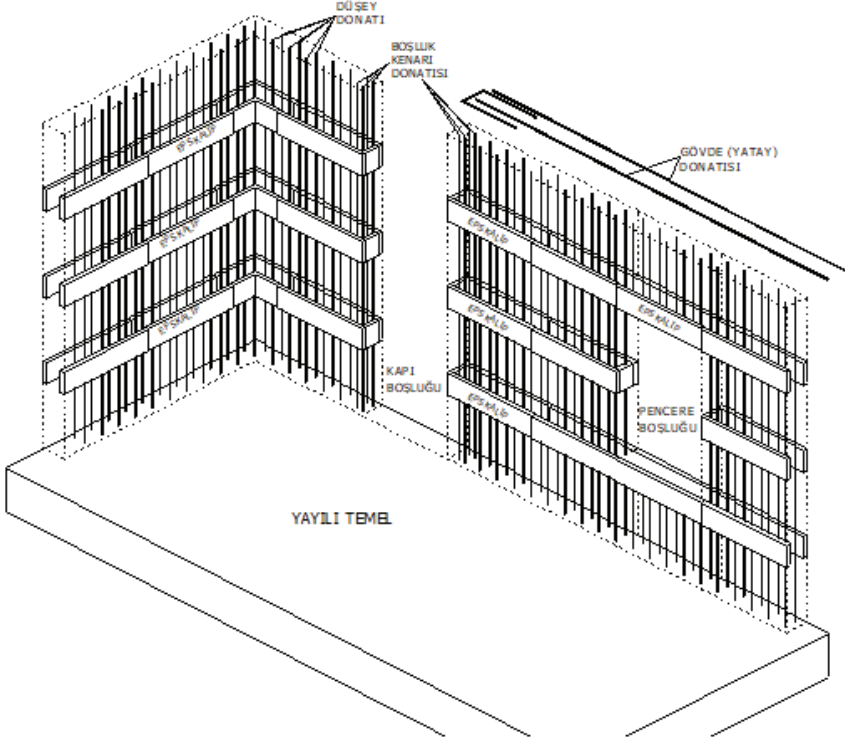 DÜŞEY
DONATI
BOŞLUK
KENARI
DONATISI
GÖVDE (YATAY)
DONATISI
EPS KALIP
EPS KALIP
EPS KALIP
EPS KALIP
EPS KALIP
EPS KALIP
EPS KALIP
KAPI
BOŞLUĞU
PENCERE
BOŞLUĞU
YAYILI TEMEL